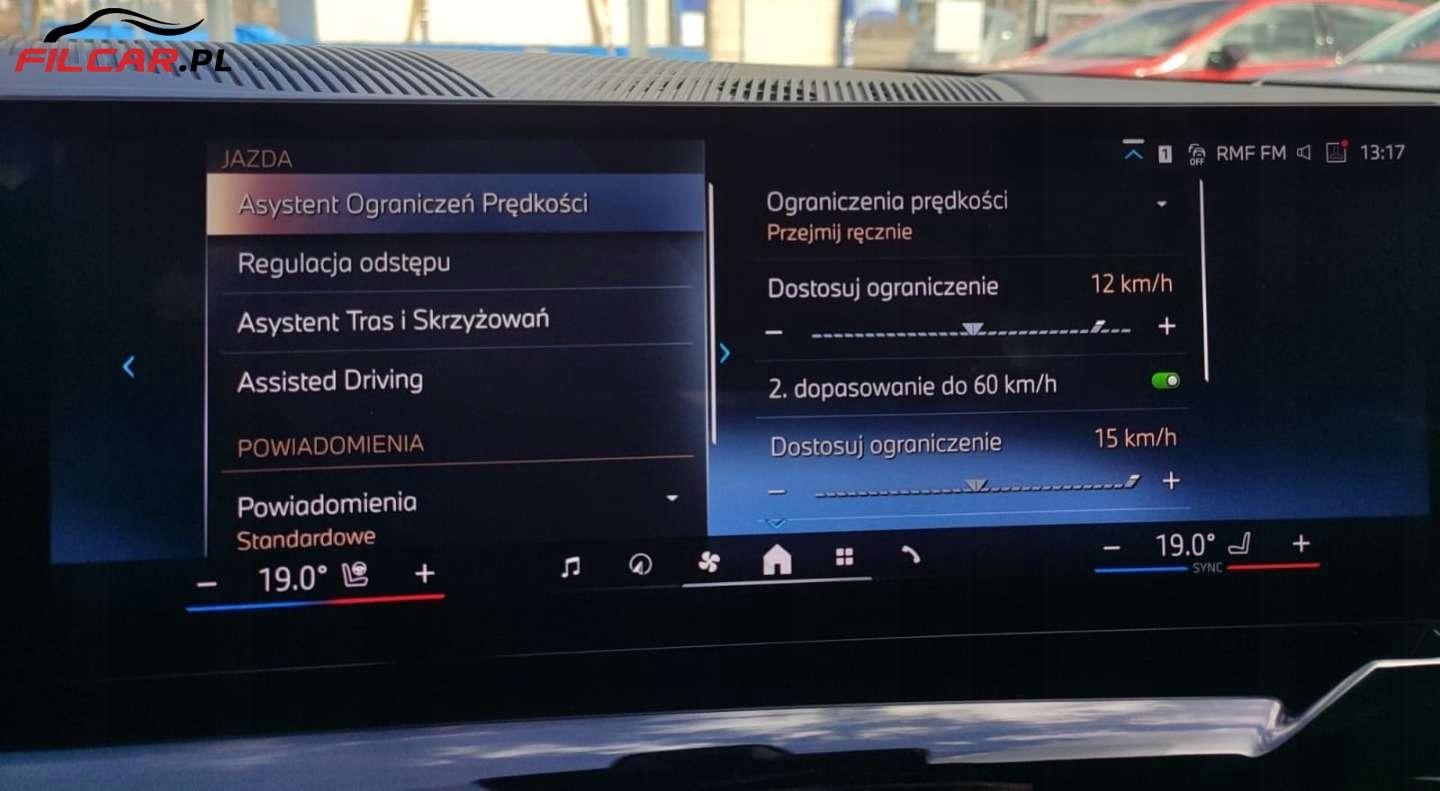 FILCAR.PL
JAZDA
Asystent Ograniczeń Prędkości
Regulacja odstępu
Asystent Tras i Skrzyżowań
Assisted Driving
POWIADOMIENIA
Powiadomienia
Standardowe
1 OFF RMF FM 13:17
Ograniczenia prędkości
Przejmij ręcznie
Dostosuj ograniczenie 12 km/h
− +
2. dopasowanie do 60 km/h
Dostosuj ograniczenie 15 km/h
− +
− 19.0° +
− 19.0° +
SYNC